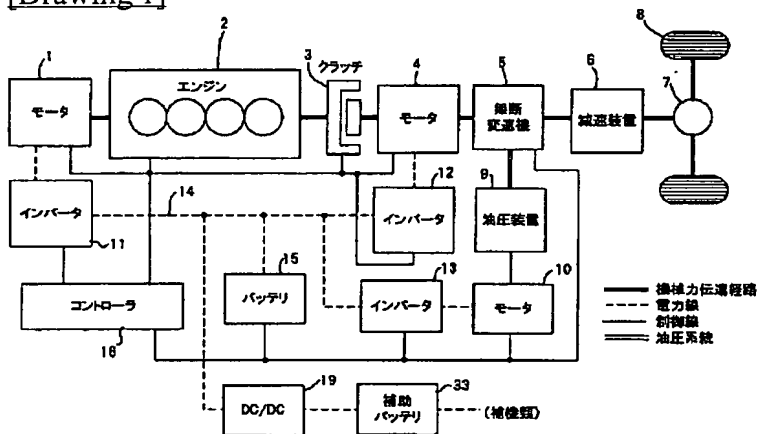 [Drawing 1]
1
2
3
4
5
6
7
8
モータ
エンジン
クラッチ
モータ
無断
変速機
減速装置
9
油圧装置
10
モータ
インバータ
11
14
12
インバータ
15
バッテリ
13
インバータ
コントローラ
16
19
DC/DC
33
補助
バッテリ
(補機類)
機械力伝達経路
電力線
制御線
油圧系統